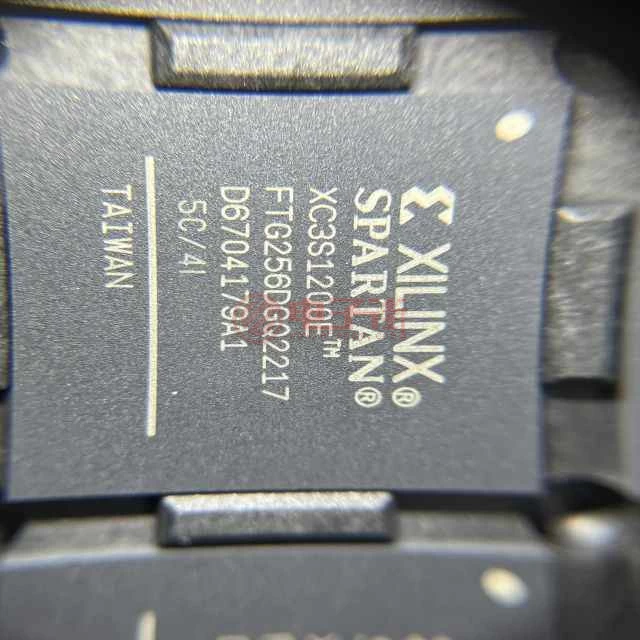 XILINX®
SPARTAN®
XC3S1200E™
FTG256DGQ2217
D6704179A1
5C/4I
TAIWAN